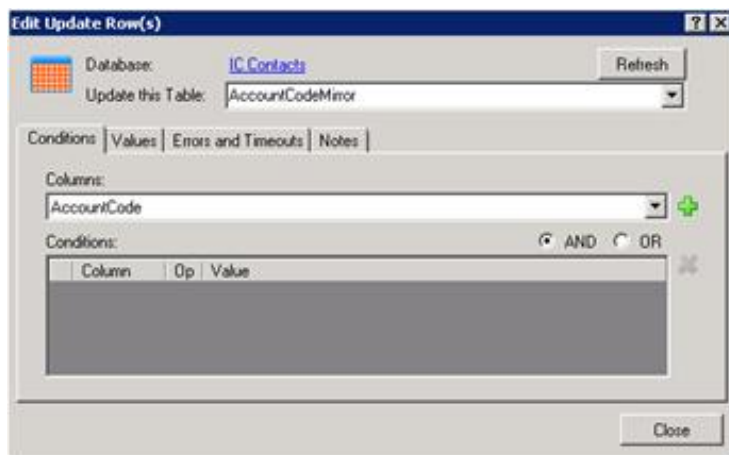 Edit Update Row(s)
Database: IC Contacts Refresh
Update this Table: AccountCodeMirror
Conditions Values Errors and Timeouts Notes
Columns:
AccountCode
Conditions: AND OR
Column Op Value
Close